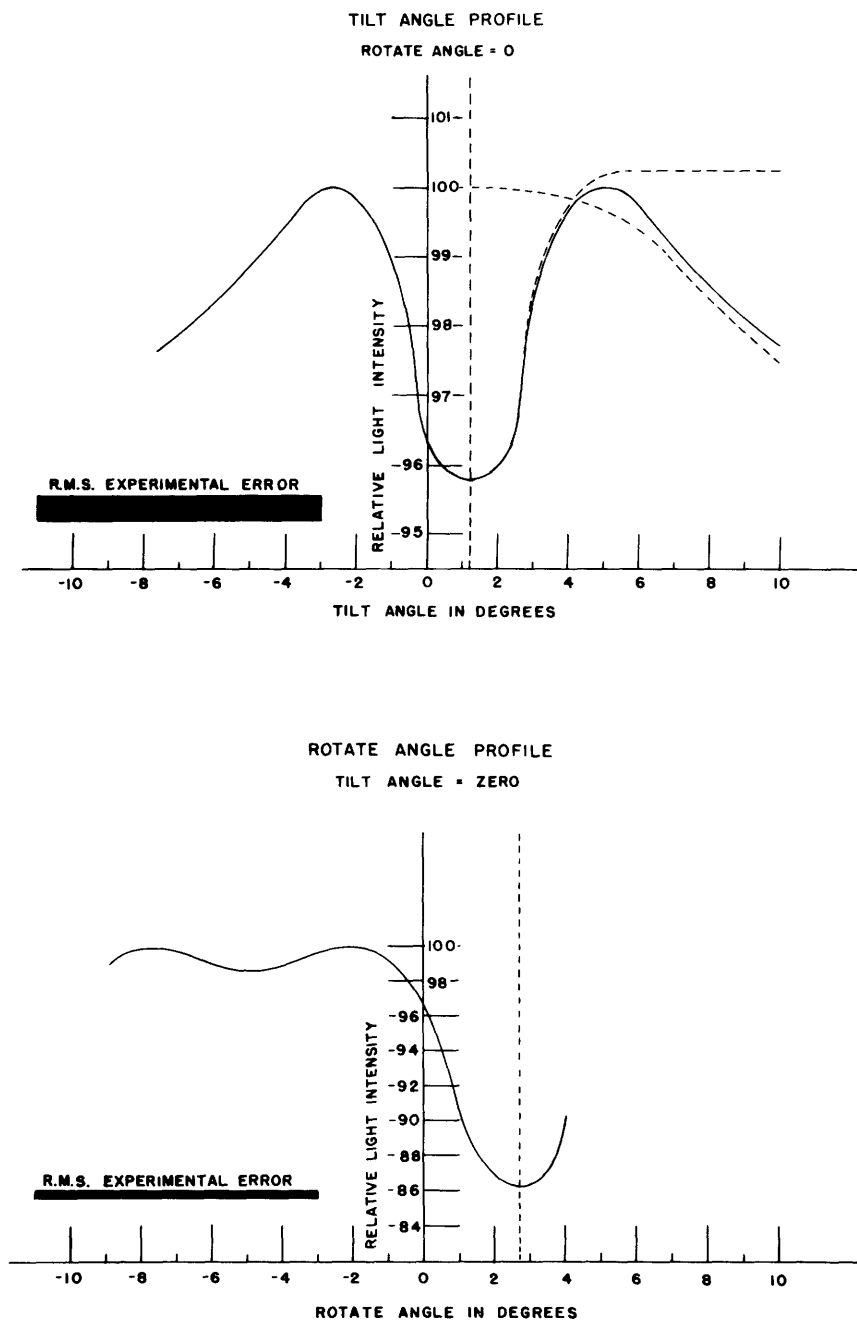 TILT ANGLE PROFILE
ROTATE ANGLE = 0
101
100
99
98
97
96
95
RELATIVE LIGHT INTENSITY
R.M.S. EXPERIMENTAL ERROR
-10 -8 -6 -4 -2 0 2 4 6 8 10
TILT ANGLE IN DEGREES
ROTATE ANGLE PROFILE
TILT ANGLE = ZERO
100
98
96
94
92
90
88
86
84
RELATIVE LIGHT INTENSITY
R.M.S. EXPERIMENTAL ERROR
-10 -8 -6 -4 -2 0 2 4 6 8 10
ROTATE ANGLE IN DEGREES